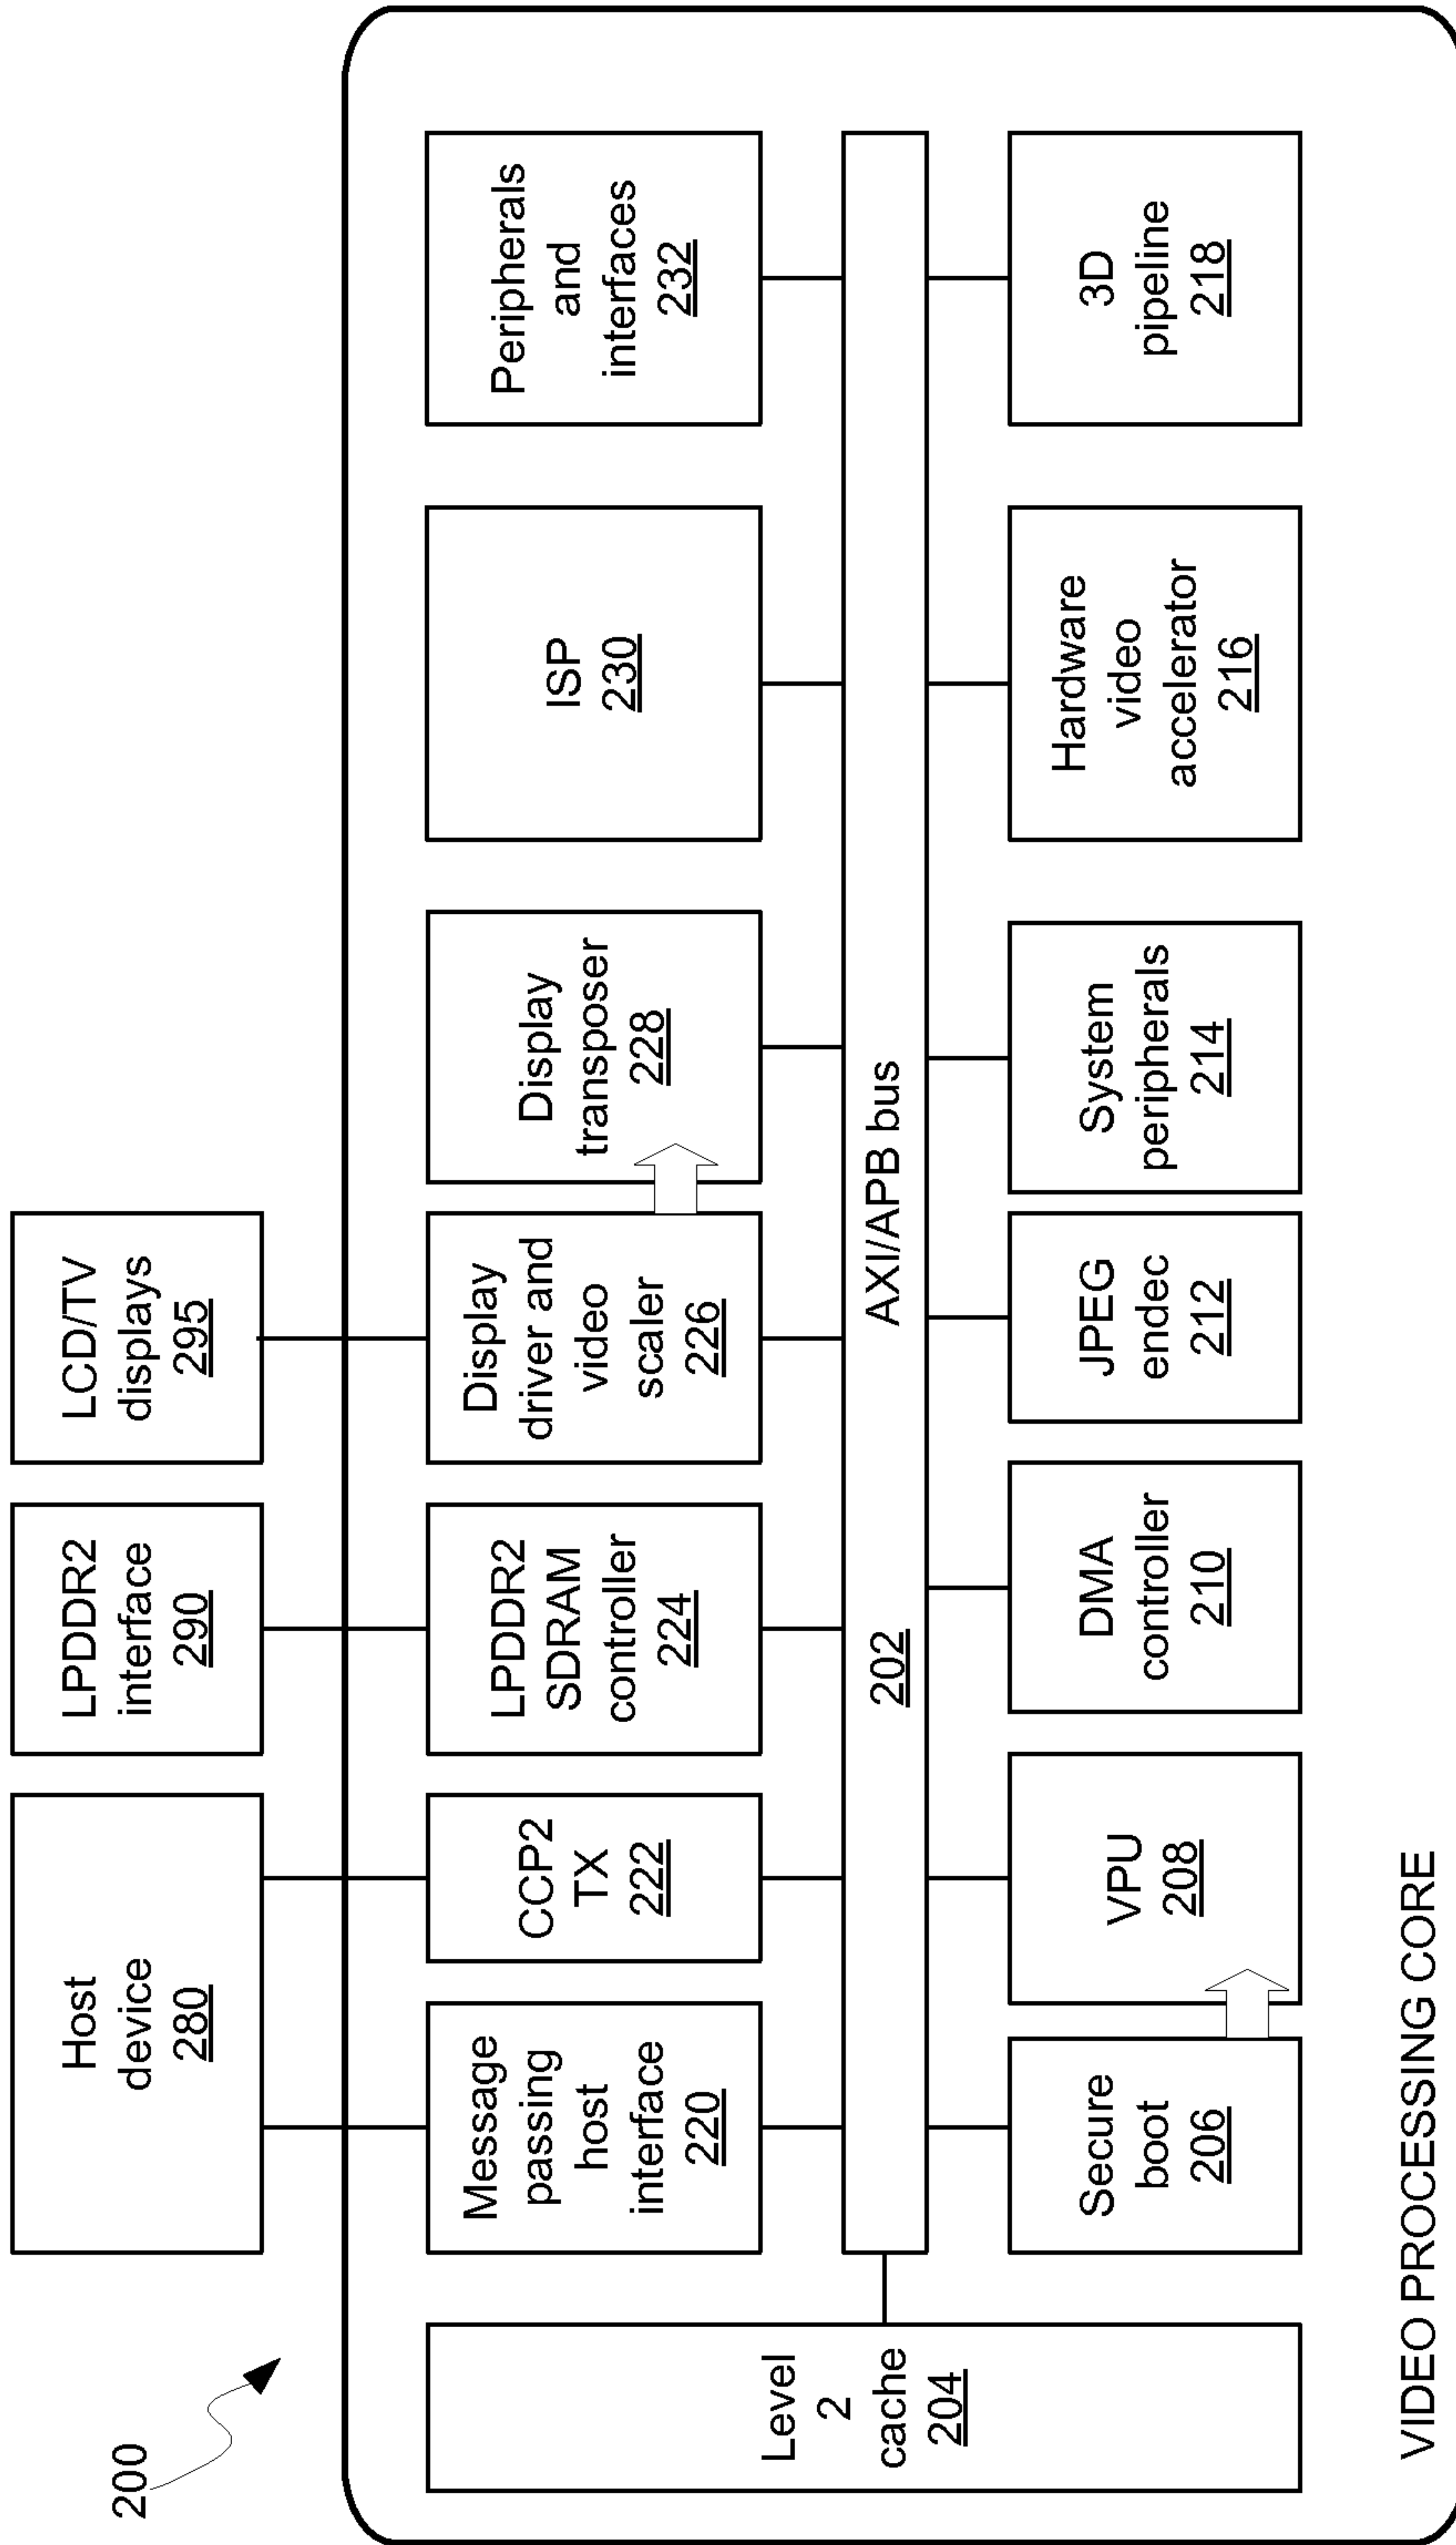 200
Host
device
280
LPDDR2
interface
290
LCD/TV
displays
295
Level
2
cache
204
Message
passing
host
interface
220
CCP2
TX
222
LPDDR2
SDRAM
controller
224
Display
driver and
video
scaler
226
Display
transposer
228
ISP
230
Peripherals
and
interfaces
232
202
AXI/APB bus
Secure
boot
206
VPU
208
DMA
controller
210
JPEG
endec
212
System
peripherals
214
Hardware
video
accelerator
216
3D
pipeline
218
VIDEO PROCESSING CORE